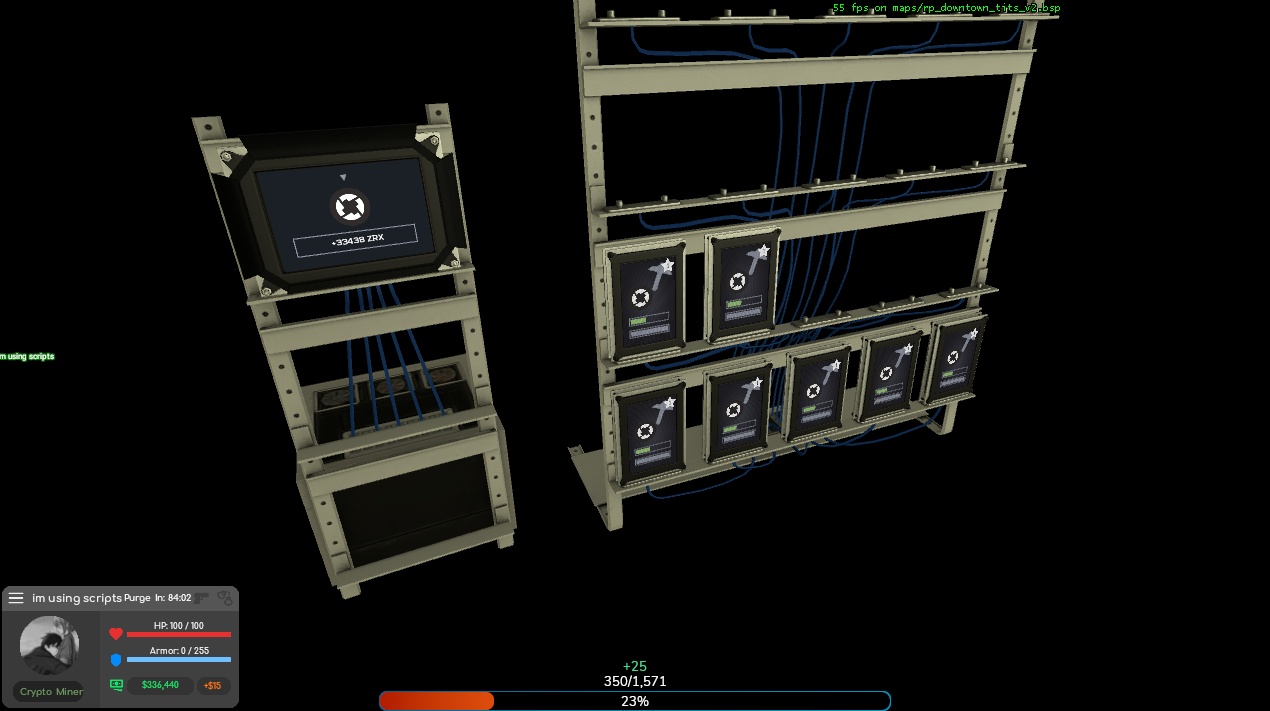 55 fps on maps/rp_downtown_tits_v2.bsp
+33438 ZRX
m using scripts
im using scripts
Purge In: 84:02
HP: 100 / 100
Armor: 0 / 255
Crypto Miner
$336,440
+$15
+25
350/1,571
23%